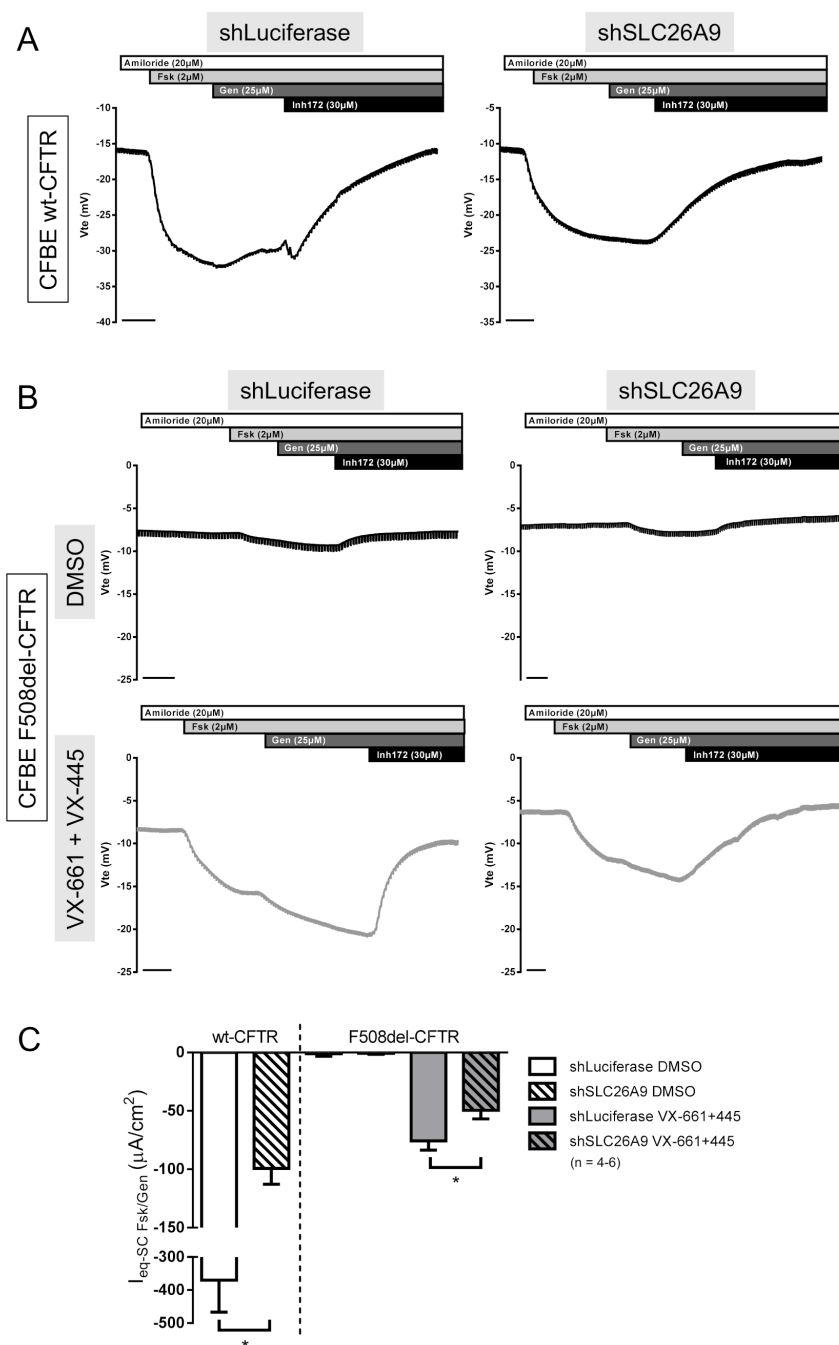 A
shLuciferase
shSLC26A9
Amiloride (20μM)
Fsk (2μM)
Gen (25μM)
Inh172 (30μM)
Amiloride (20μM)
Fsk (2μM)
Gen (25μM)
Inh172 (30μM)
CFBE wt-CFTR
Vte (mV)
-10
-15
-20
-25
-30
-35
-40
Vte (mV)
-5
-10
-15
-20
-25
-30
-35
B
shLuciferase
shSLC26A9
Amiloride (20μM)
Fsk (2μM)
Gen (25μM)
Inh172 (30μM)
Amiloride (20μM)
Fsk (2μM)
Gen (25μM)
Inh172 (30μM)
CFBE F508del-CFTR
DMSO
Vte (mV)
0
-5
-10
-15
-20
-25
Vte (mV)
0
-5
-10
-15
-20
-25
VX-661 + VX-445
Amiloride (20μM)
Fsk (2μM)
Gen (25μM)
Inh172 (30μM)
Amiloride (20μM)
Fsk (2μM)
Gen (25μM)
Inh172 (30μM)
Vte (mV)
0
-5
-10
-15
-20
-25
Vte (mV)
0
-5
-10
-15
-20
-25
C
wt-CFTR
F508del-CFTR
I eq-SC Fsk/Gen (μA/cm²)
0
-50
-100
-150
-300
-400
-500
*
*
shLuciferase DMSO
shSLC26A9 DMSO
shLuciferase VX-661+445
shSLC26A9 VX-661+445
(n = 4-6)